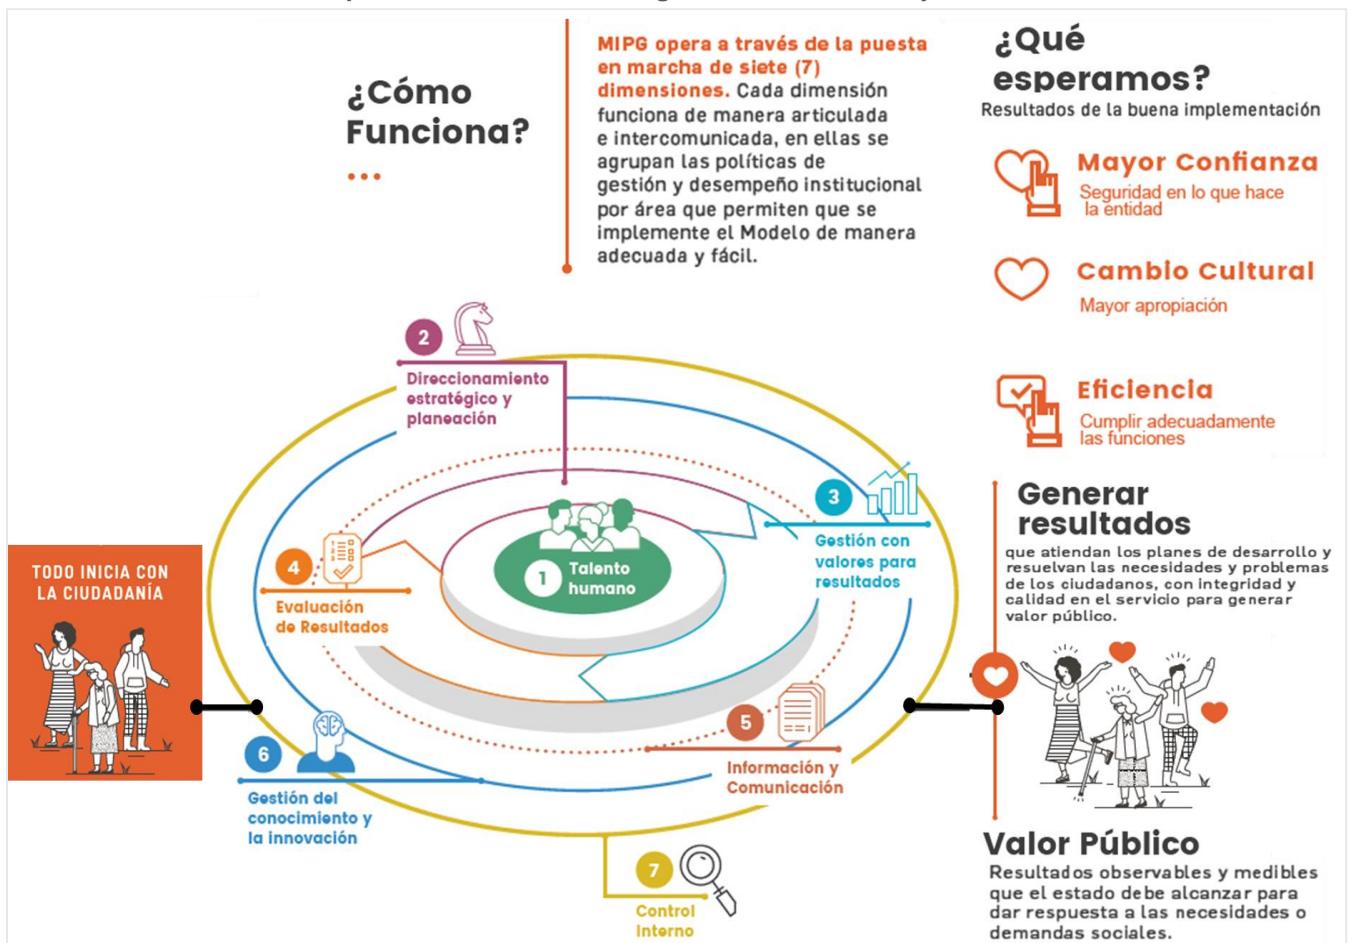 ¿Cómo
Funciona?
...
MIPG opera a través de la puesta
en marcha de siete (7)
dimensiones. Cada dimensión
funciona de manera articulada
e intercomunicada, en ellas se
agrupan las políticas de
gestión y desempeño institucional
por área que permiten que se
implemente el Modelo de manera
adecuada y fácil.
¿Qué
esperamos?
Resultados de la buena implementación
Mayor Confianza
Seguridad en lo que hace
la entidad
Cambio Cultural
Mayor apropiación
Eficiencia
Cumplir adecuadamente
las funciones
Generar
resultados
que atiendan los planes de desarrollo y
resuelvan las necesidades y problemas
de los ciudadanos, con integridad y
calidad en el servicio para generar
valor público.
Valor Público
Resultados observables y medibles
que el estado debe alcanzar para
dar respuesta a las necesidades o
demandas sociales.
TODO INICIA CON
LA CIUDADANÍA
1
Talento
humano
2
Direccionamiento
estratégico y
planeación
3
Gestión con
valores para
resultados
4
Evaluación
de Resultados
5
Información y
Comunicación
6
Gestión del
conocimiento y
la innovación
7
Control
Interno